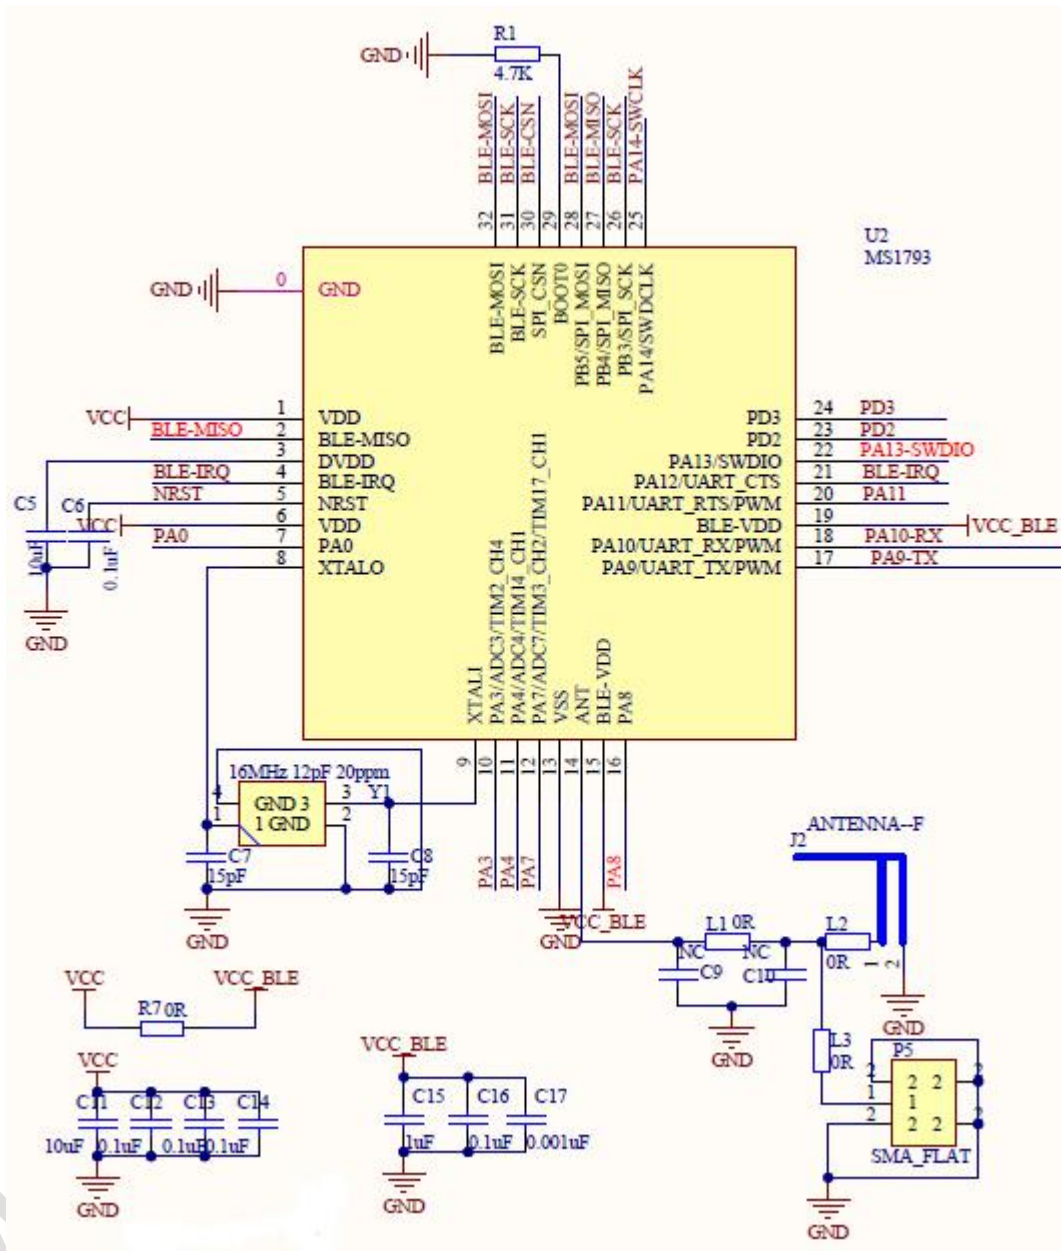 R1
GND
4.7K
BLE-MOSI
BLE-SCK
BLE-CSN
BLE-MOSI
BLE-MISO
BLE-SCK
PA14-SWCLK
32
31
30
29
28
27
26
25
U2
MS1793
GND
0
GND
BLE-MOSI
BLE-SCK
SPI_CSN
BOOT0
PB5/SPI_MOSI
PB4/SPI_MISO
PB3/SPI_SCK
PA14/SWDCLK
VCC
1
VDD
BLE-MISO
2
BLE-MISO
3
DVDD
BLE-IRQ
4
BLE-IRQ
NRST
5
NRST
VCC
6
VDD
PA0
7
PA0
8
XTALO
PD3
24
PD3
PD2
23
PD2
PA13/SWDIO
22
PA13-SWDIO
PA12/UART_CTS
21
BLE-IRQ
PA11/UART_RTS/PWM
20
PA11
BLE-VDD
19
VCC_BLE
PA10/UART_RX/PWM
18
PA10-RX
PA9/UART_TX/PWM
17
PA9-TX
C5
C6
10uF
0.1uF
GND
XTALI
PA3/ADC3/TIM2_CH4
PA4/ADC4/TIM14_CH1
PA7/ADC7/TIM3_CH2/TIM17_CH1
VSS
ANT
BLE-VDD
PA8
9
10
11
12
13
14
15
16
16MHz 12pF 20ppm
4
3
Y1
GND 3
1 GND
1
2
C7
15pF
C8
15pF
GND
PA3
PA4
PA7
PA8
GND
VCC_BLE
ANTENNA--F
J2
L1 0R
L2
0R
NC
NC
C9
C10
1
2
GND
GND
L3
0R
P5
2
2 2
2
1
1
2
2 2
2
SMA_FLAT
GND
VCC
VCC_BLE
R7 0R
VCC
C11
C12
C13
C14
10uF
0.1uF
0.1uF
0.1uF
GND
VCC_BLE
C15
C16
C17
1uF
0.1uF
0.001uF
GND